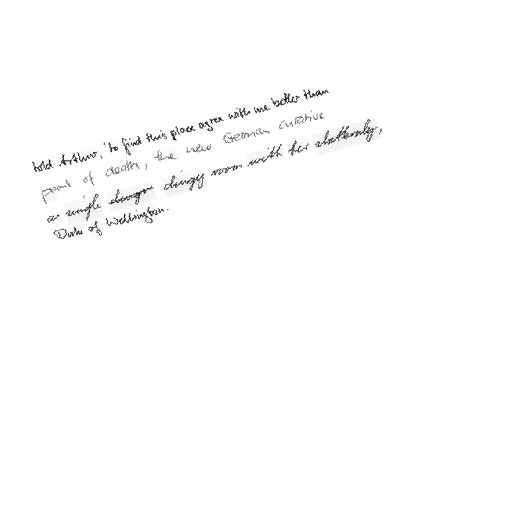 told Arthur, 'to find this place agree with me better than
point of death, the new German curative
a single dingy room with her slatternly,
Duke of Wellington.